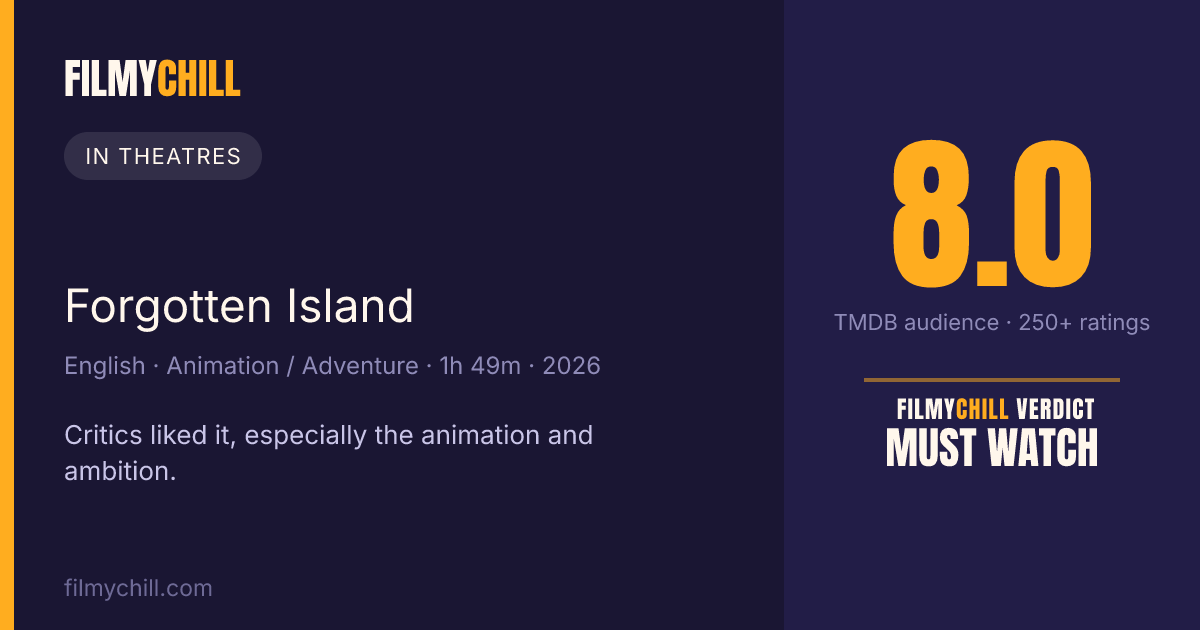 FILMYCHILL
IN THEATRES
Forgotten Island
English · Animation / Adventure · 1h 49m · 2026
Critics liked it, especially the animation and
ambition.
filmychill.com
8.0
TMDB audience · 250+ ratings
FILMYCHILL VERDICT
MUST WATCH